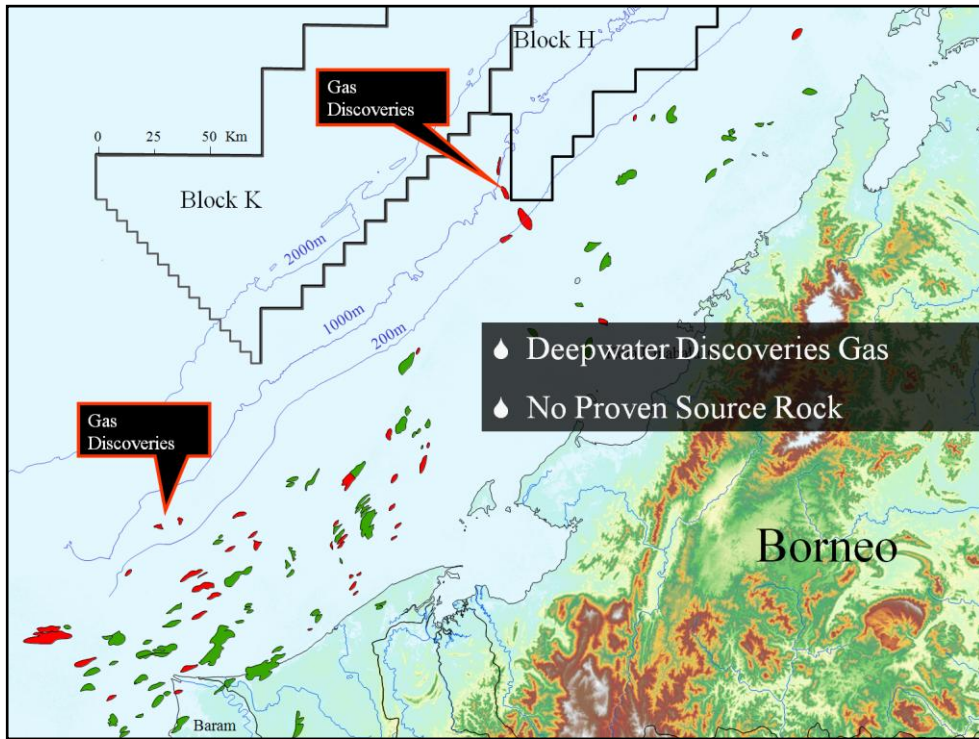 Block H
Gas
Discoveries
0 25 50 Km
Block K
2000m
1000m
200m
Deepwater Discoveries Gas
No Proven Source Rock
Gas
Discoveries
Borneo
Baram